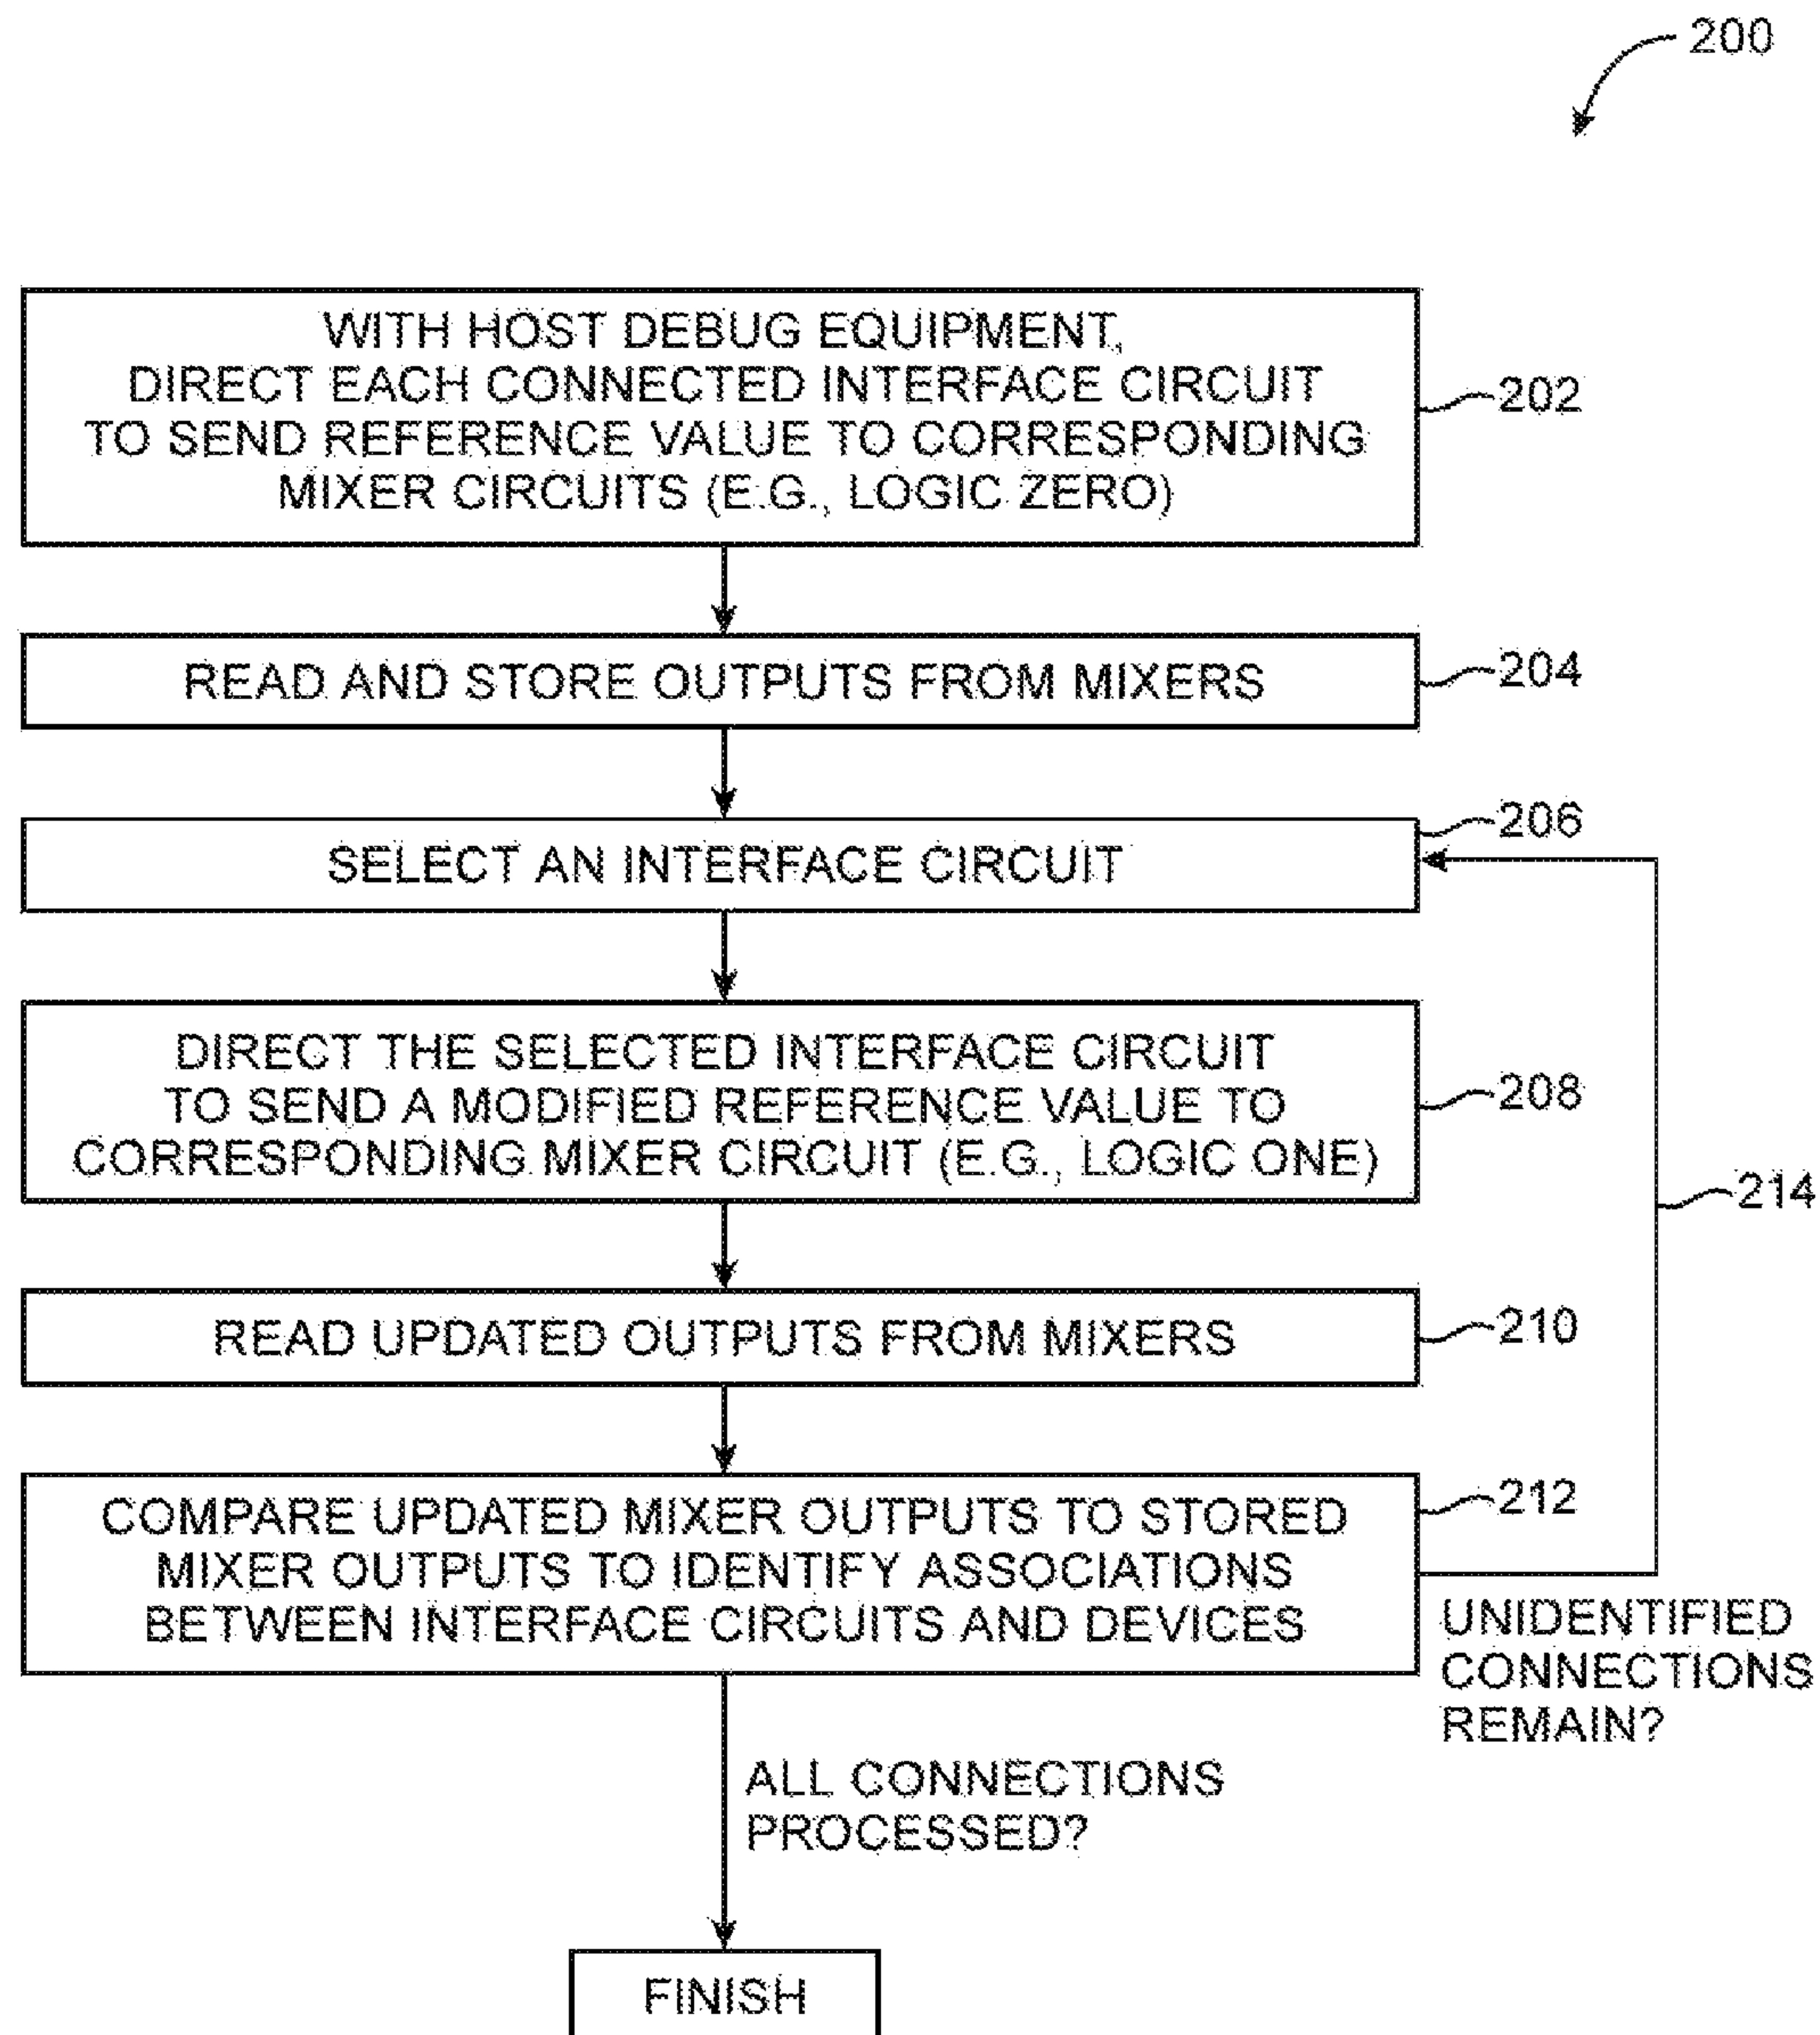 200
WITH HOST DEBUG EQUIPMENT,
DIRECT EACH CONNECTED INTERFACE CIRCUIT
TO SEND REFERENCE VALUE TO CORRESPONDING
MIXER CIRCUITS (E.G., LOGIC ZERO)
202
READ AND STORE OUTPUTS FROM MIXERS
204
SELECT AN INTERFACE CIRCUIT
206
DIRECT THE SELECTED INTERFACE CIRCUIT
TO SEND A MODIFIED REFERENCE VALUE TO
CORRESPONDING MIXER CIRCUIT (E.G., LOGIC ONE)
208
214
READ UPDATED OUTPUTS FROM MIXERS
210
COMPARE UPDATED MIXER OUTPUTS TO STORED
MIXER OUTPUTS TO IDENTIFY ASSOCIATIONS
BETWEEN INTERFACE CIRCUITS AND DEVICES
212
UNIDENTIFIED
CONNECTIONS
REMAIN?
ALL CONNECTIONS
PROCESSED?
FINISH